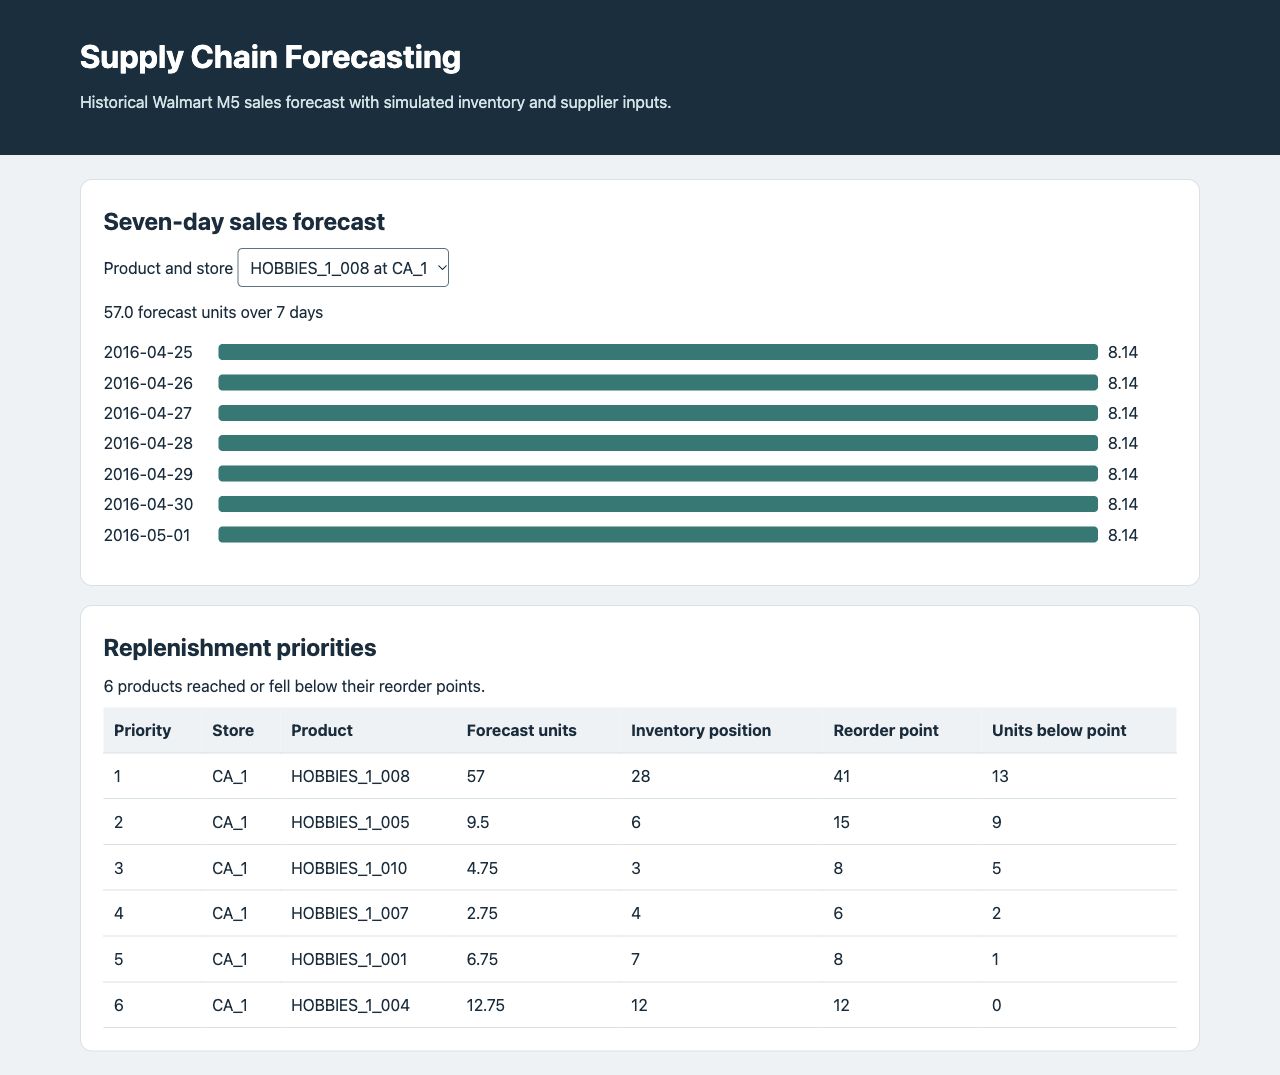 Supply Chain Forecasting
Historical Walmart M5 sales forecast with simulated inventory and supplier inputs.
Seven-day sales forecast
Product and store HOBBIES_1_008 at CA_1
57.0 forecast units over 7 days
2016-04-25 8.14
2016-04-26 8.14
2016-04-27 8.14
2016-04-28 8.14
2016-04-29 8.14
2016-04-30 8.14
2016-05-01 8.14
Replenishment priorities
6 products reached or fell below their reorder points.
Priority Store Product Forecast units Inventory position Reorder point Units below point
1 CA_1 HOBBIES_1_008 57 28 41 13
2 CA_1 HOBBIES_1_005 9.5 6 15 9
3 CA_1 HOBBIES_1_010 4.75 3 8 5
4 CA_1 HOBBIES_1_007 2.75 4 6 2
5 CA_1 HOBBIES_1_001 6.75 7 8 1
6 CA_1 HOBBIES_1_004 12.75 12 12 0